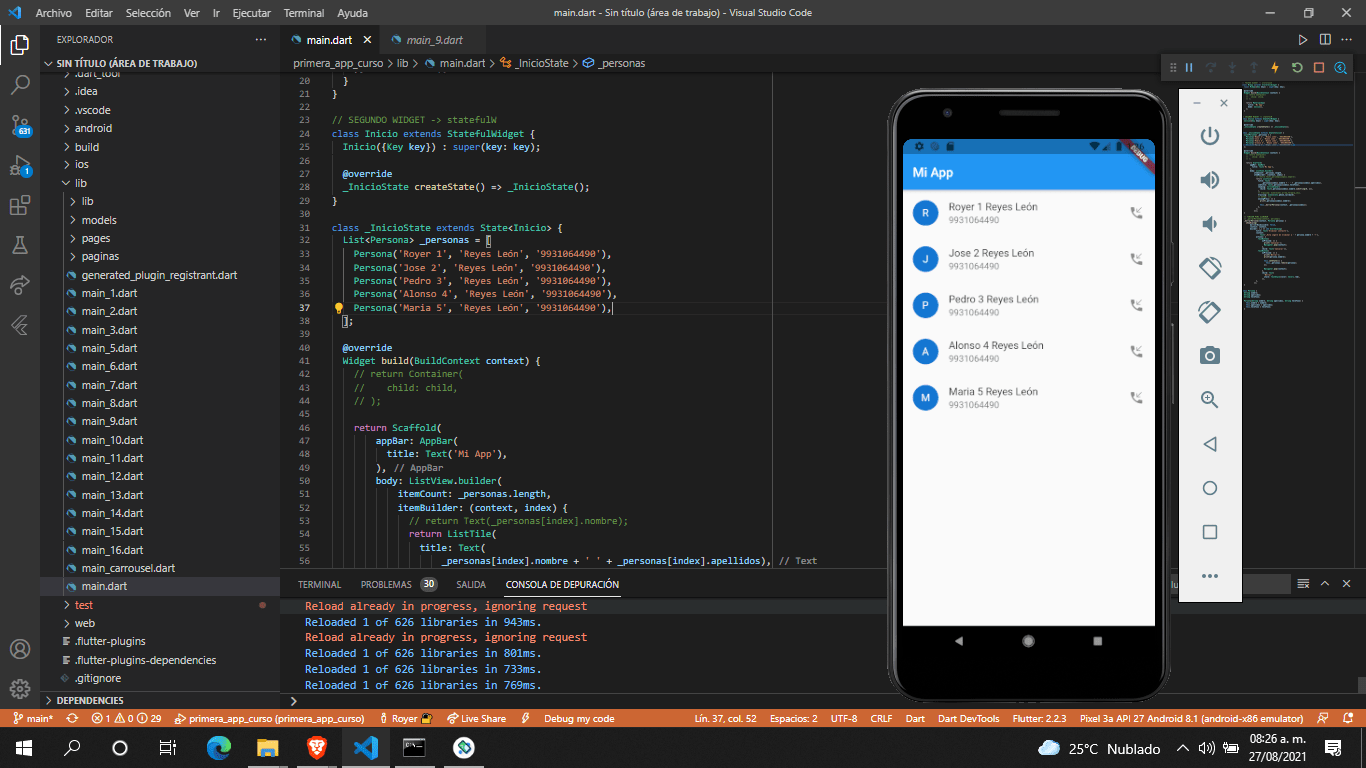 Archivo Editar Selección Ver Ir Ejecutar Terminal Ayuda
main.dart - Sin título (área de trabajo) - Visual Studio Code
EXPLORADOR
SIN TÍTULO (ÁREA DE TRABAJO)
.dart_tool
.idea
.vscode
android
build
ios
lib
lib
models
pages
paginas
generated_plugin_registrant.dart
main_1.dart
main_2.dart
main_3.dart
main_5.dart
main_6.dart
main_7.dart
main_8.dart
main_9.dart
main_10.dart
main_11.dart
main_12.dart
main_13.dart
main_14.dart
main_15.dart
main_16.dart
main_carrousel.dart
main.dart
test
web
.flutter-plugins
.flutter-plugins-dependencies
.gitignore
DEPENDENCIES
631
1
main.dart
main_9.dart
primera_app_curso > lib > main.dart > _InicioState > _personas
20 }
21 }
22
23 // SEGUNDO WIDGET -> statefulW
24 class Inicio extends StatefulWidget {
25 Inicio({Key key}) : super(key: key);
26
27 @override
28 _InicioState createState() => _InicioState();
29 }
30
31 class _InicioState extends State<Inicio> {
32 List<Persona> _personas = [
33 Persona('Royer 1', 'Reyes León', '9931064490'),
34 Persona('Jose 2', 'Reyes León', '9931064490'),
35 Persona('Pedro 3', 'Reyes León', '9931064490'),
36 Persona('Alonso 4', 'Reyes León', '9931064490'),
37 Persona('Maria 5', 'Reyes León', '9931064490'),
38 ];
39
40 @override
41 Widget build(BuildContext context) {
42 // return Container(
43 // child: child,
44 // );
45
46 return Scaffold(
47 appBar: AppBar(
48 title: Text('Mi App'),
49 ), // AppBar
50 body: ListView.builder(
51 itemCount: _personas.length,
52 itemBuilder: (context, index) {
53 // return Text(_personas[index].nombre);
54 return ListTile(
55 title: Text(
56 _personas[index].nombre + ' ' + _personas[index].apellidos), // Text
Mi App
R
Royer 1 Reyes León
9931064490
J
Jose 2 Reyes León
9931064490
P
Pedro 3 Reyes León
9931064490
A
Alonso 4 Reyes León
9931064490
M
Maria 5 Reyes León
9931064490
TERMINAL PROBLEMAS 30 SALIDA CONSOLA DE DEPURACIÓN
Reload already in progress, ignoring request
Reloaded 1 of 626 libraries in 943ms.
Reload already in progress, ignoring request
Reloaded 1 of 626 libraries in 801ms.
Reloaded 1 of 626 libraries in 733ms.
Reloaded 1 of 626 libraries in 769ms.
main* 1 0 29 primera_app_curso (primera_app_curso) Royer Live Share Debug my code Lín. 37, col. 52 Espacios: 2 UTF-8 CRLF Dart Dart DevTools Flutter: 2.2.3 Pixel 3a API 27 Android 8.1 (android-x86 emulator)
25°C Nublado
08:26 a. m.
27/08/2021